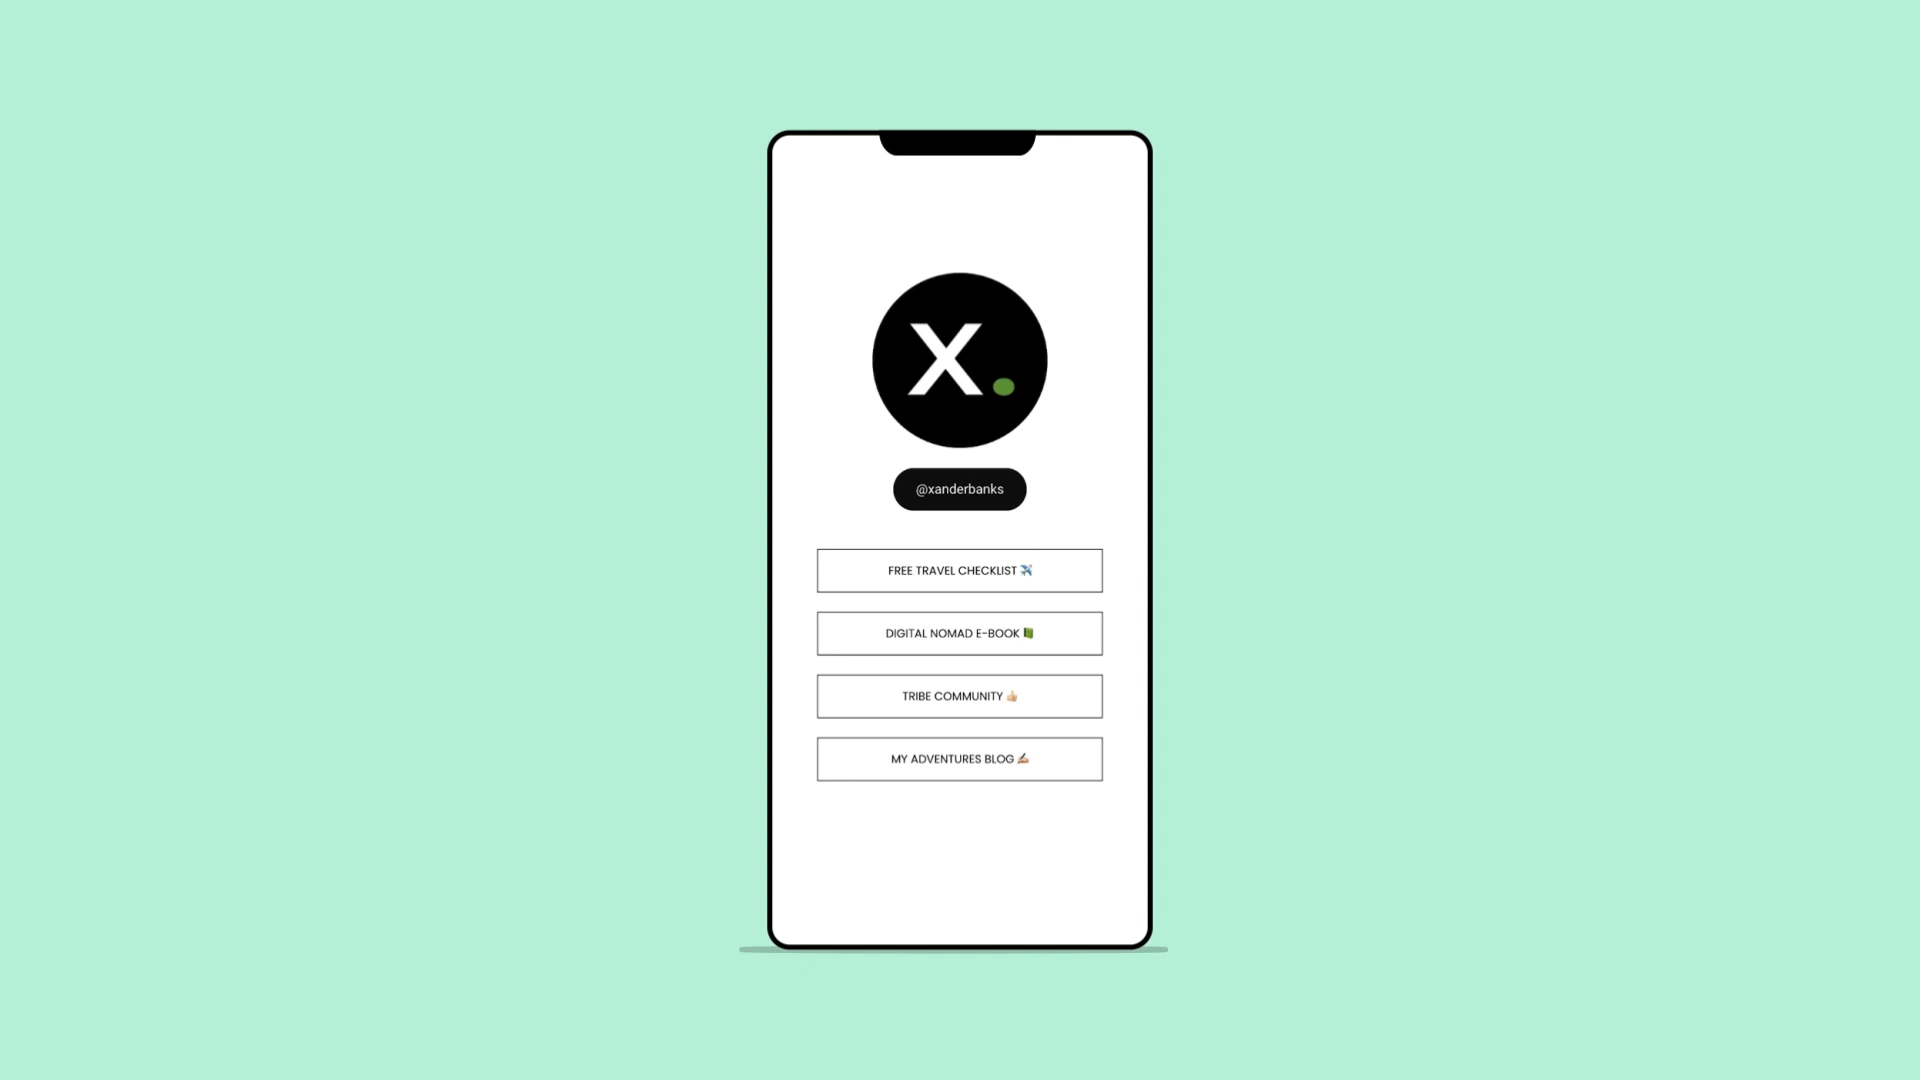 X.
@xanderbanks
FREE TRAVEL CHECKLIST ✈️
DIGITAL NOMAD E-BOOK 📗
TRIBE COMMUNITY 👍🏼
MY ADVENTURES BLOG ✍🏼